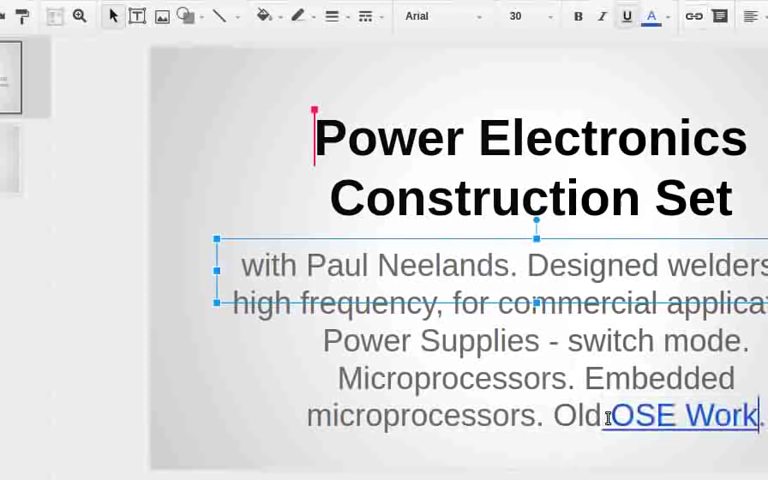 Arial 30 B I U A
Power Electronics
Construction Set
with Paul Neelands. Designed welders
high frequency, for commercial applica
Power Supplies - switch mode.
Microprocessors. Embedded
microprocessors. Old OSE Work.